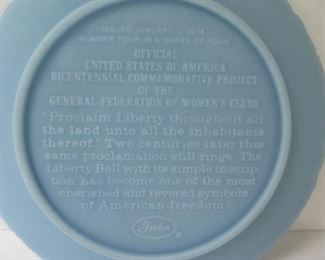 ISSUED JANUARY 1, 1976
NUMBER FOUR IN A SERIES OF FOUR
OFFICIAL
UNITED STATES OF AMERICA
BICENTENNIAL COMMEMORATIVE PROJECT
OF THE
GENERAL FEDERATION OF WOMEN'S CLUBS
"Proclaim Liberty throughout all
the land unto all the inhabitants
thereof." Two centuries later this
same proclamation still rings. The
Liberty Bell with its simple inscrip
tion has become one of the most
cherished and revered symbols
of American freedom.
Fenton
®